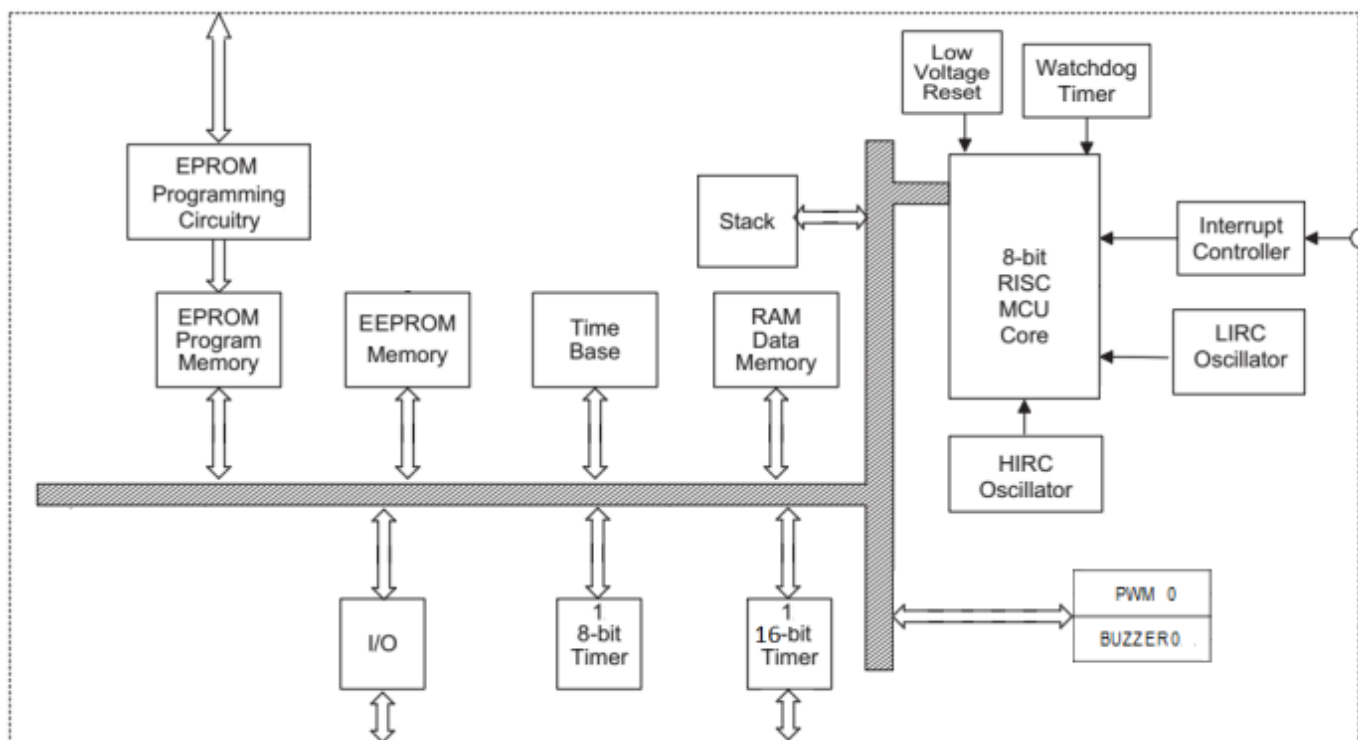 Low
Voltage
Reset
Watchdog
Timer
EPROM
Programming
Circuitry
Stack
8-bit
RISC
MCU
Core
Interrupt
Controller
EPROM
Program
Memory
EEPROM
Memory
Time
Base
RAM
Data
Memory
LIRC
Oscillator
HIRC
Oscillator
I/O
1
8-bit
Timer
1
16-bit
Timer
PWM 0
BUZZER0